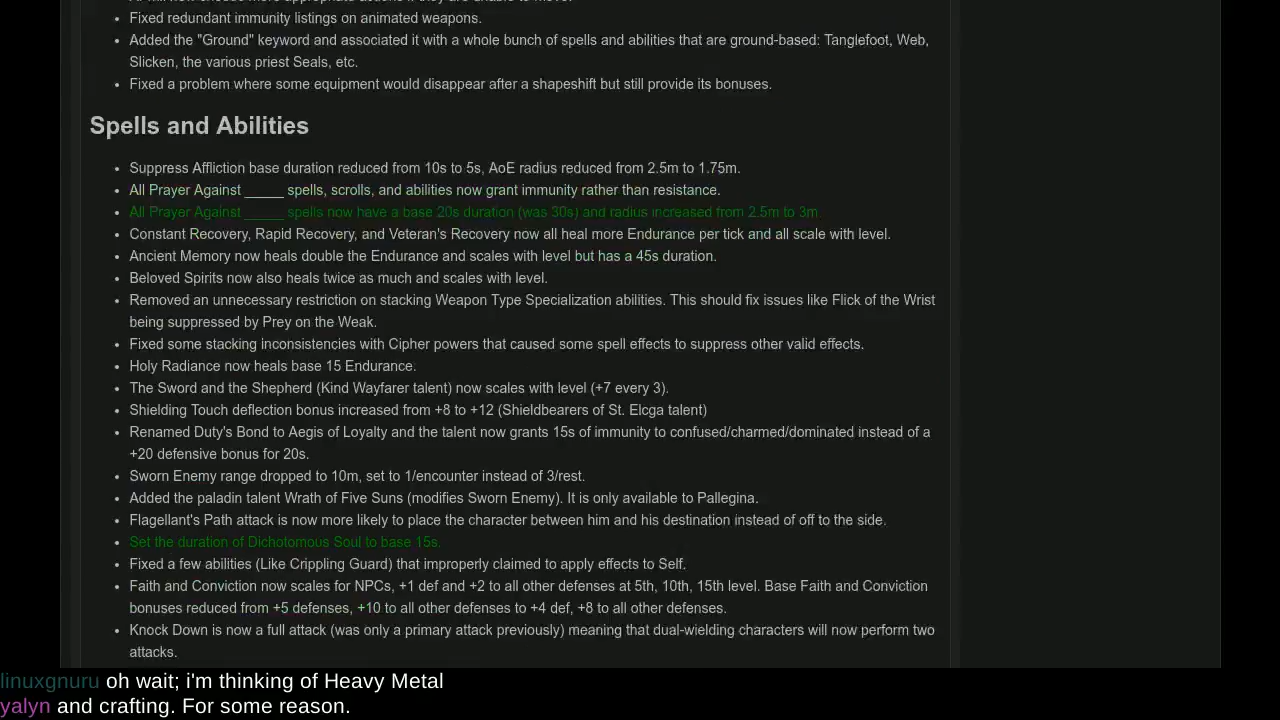 Fixed redundant immunity listings on animated weapons.
Added the "Ground" keyword and associated it with a whole bunch of spells and abilities that are ground-based: Tanglefoot, Web,
Slicken, the various priest Seals, etc.
Fixed a problem where some equipment would disappear after a shapeshift but still provide its bonuses.
Spells and Abilities
Suppress Affliction base duration reduced from 10s to 5s, AoE radius reduced from 2.5m to 1.75m.
All Prayer Against _____ spells, scrolls, and abilities now grant immunity rather than resistance.
All Prayer Against _____ spells now have a base 20s duration (was 30s) and radius increased from 2.5m to 3m.
Constant Recovery, Rapid Recovery, and Veteran's Recovery now all heal more Endurance per tick and all scale with level.
Ancient Memory now heals double the Endurance and scales with level but has a 45s duration.
Beloved Spirits now also heals twice as much and scales with level.
Removed an unnecessary restriction on stacking Weapon Type Specialization abilities. This should fix issues like Flick of the Wrist
being suppressed by Prey on the Weak.
Fixed some stacking inconsistencies with Cipher powers that caused some spell effects to suppress other valid effects.
Holy Radiance now heals base 15 Endurance.
The Sword and the Shepherd (Kind Wayfarer talent) now scales with level (+7 every 3).
Shielding Touch deflection bonus increased from +8 to +12 (Shieldbearers of St. Elcga talent)
Renamed Duty's Bond to Aegis of Loyalty and the talent now grants 15s of immunity to confused/charmed/dominated instead of a
+20 defensive bonus for 20s.
Sworn Enemy range dropped to 10m, set to 1/encounter instead of 3/rest.
Added the paladin talent Wrath of Five Suns (modifies Sworn Enemy). It is only available to Pallegina.
Flagellant's Path attack is now more likely to place the character between him and his destination instead of off to the side.
Set the duration of Dichotomous Soul to base 15s.
Fixed a few abilities (Like Crippling Guard) that improperly claimed to apply effects to Self.
Faith and Conviction now scales for NPCs, +1 def and +2 to all other defenses at 5th, 10th, 15th level. Base Faith and Conviction
bonuses reduced from +5 defenses, +10 to all other defenses to +4 def, +8 to all other defenses.
Knock Down is now a full attack (was only a primary attack previously) meaning that dual-wielding characters will now perform two
attacks.
linuxgnuru oh wait; i'm thinking of Heavy Metal
yalyn and crafting. For some reason.